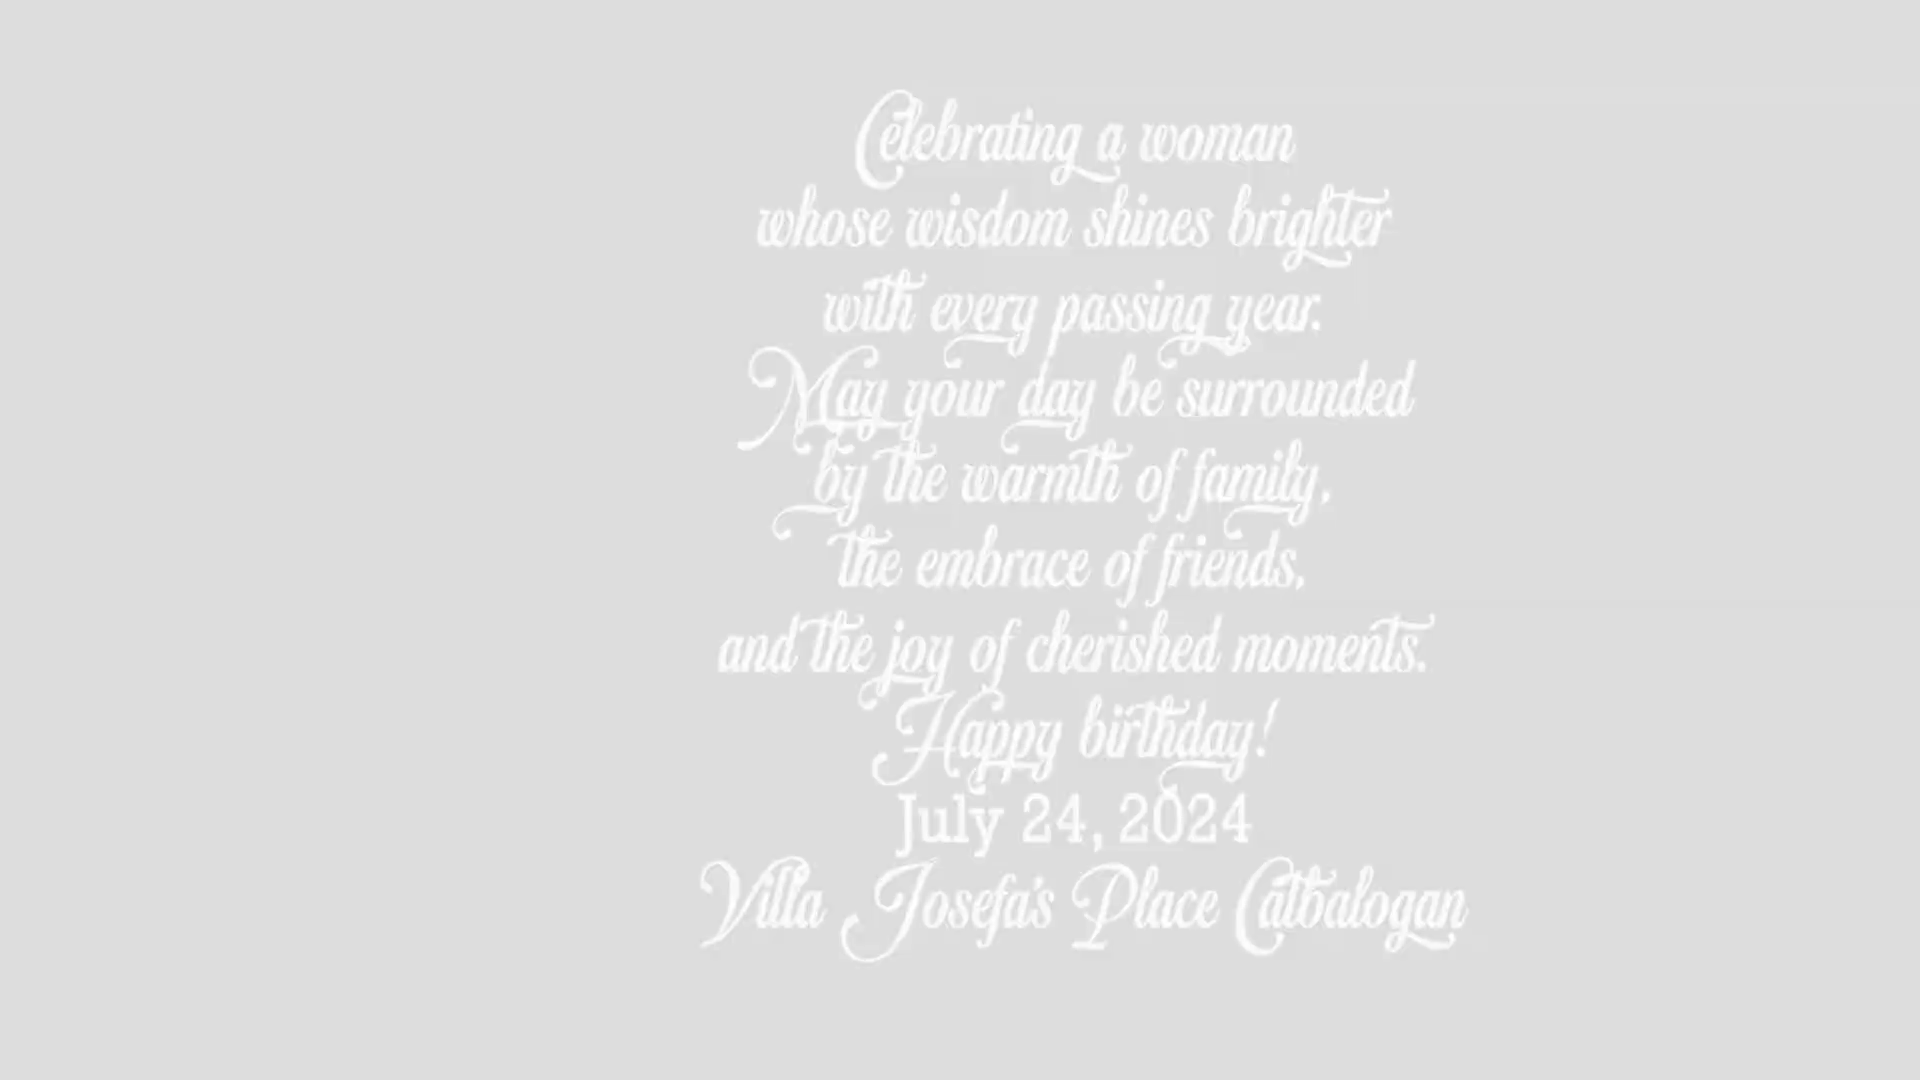 Celebrating a woman
whose wisdom shines brighter
with every passing year.
May your day be surrounded
by the warmth of family,
the embrace of friends,
and the joy of cherished moments.
Happy birthday!
July 24, 2024
Villa Josefa's Place Catbalogan